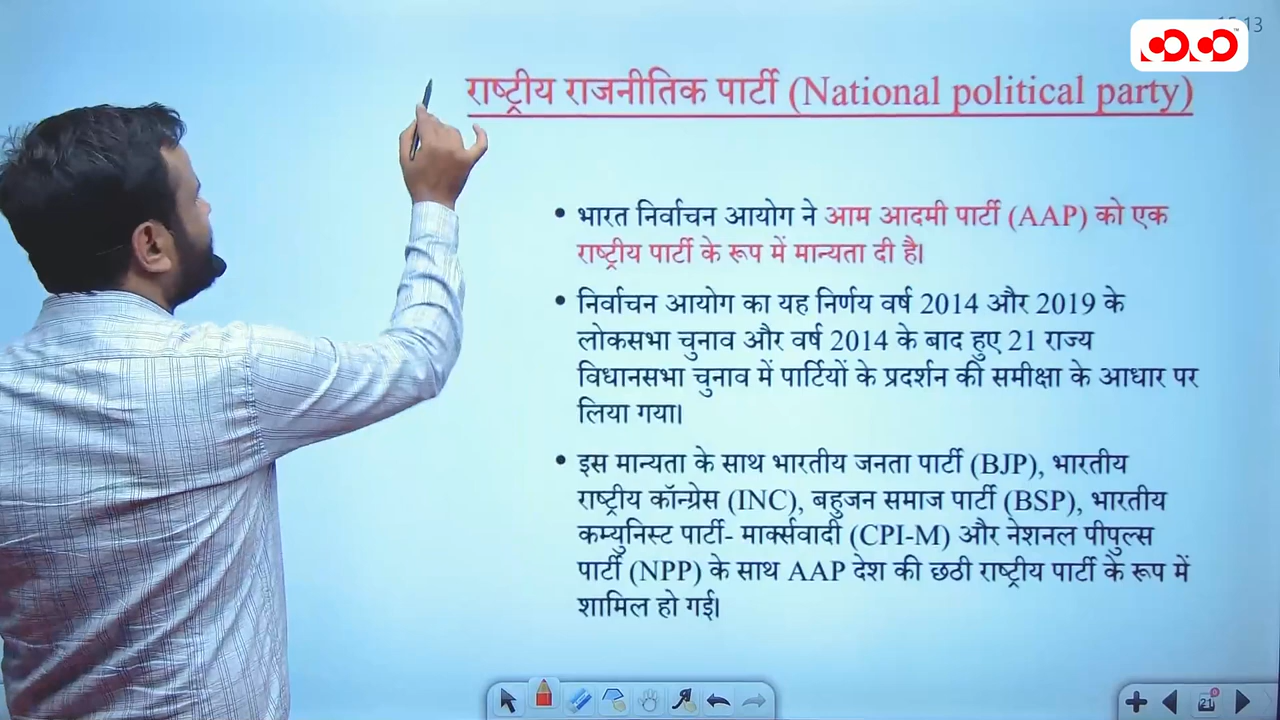 राष्ट्रीय राजनीतिक पार्टी (National political party)
• भारत निर्वाचन आयोग ने आम आदमी पार्टी (AAP) को एक
राष्ट्रीय पार्टी के रूप में मान्यता दी है।
• निर्वाचन आयोग का यह निर्णय वर्ष 2014 और 2019 के
लोकसभा चुनाव और वर्ष 2014 के बाद हुए 21 राज्य
विधानसभा चुनाव में पार्टियों के प्रदर्शन की समीक्षा के आधार पर
लिया गया।
• इस मान्यता के साथ भारतीय जनता पार्टी (BJP), भारतीय
राष्ट्रीय कॉन्ग्रेस (INC), बहुजन समाज पार्टी (BSP), भारतीय
कम्युनिस्ट पार्टी- मार्क्सवादी (CPI-M) और नेशनल पीपुल्स
पार्टी (NPP) के साथ AAP देश की छठी राष्ट्रीय पार्टी के रूप में
शामिल हो गई।
21